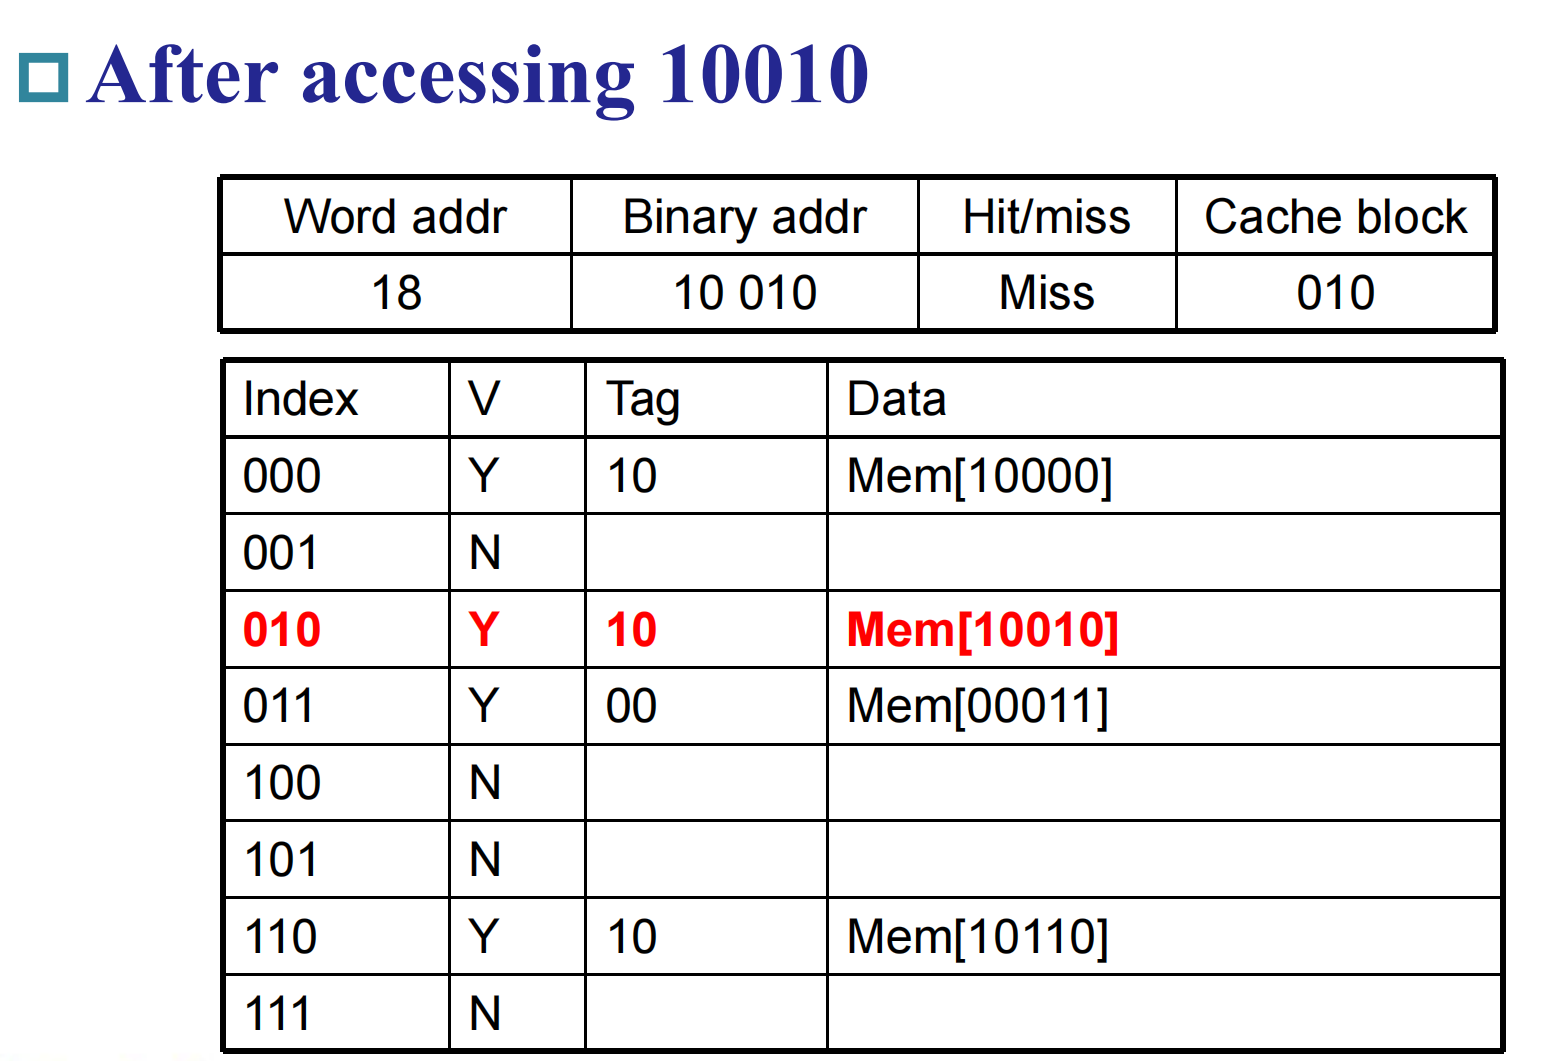 After accessing 10010
Word addr Binary addr Hit/miss Cache block
18 10 010 Miss 010
Index V Tag Data
000 Y 10 Mem[10000]
001 N
010 Y 10 Mem[10010]
011 Y 00 Mem[00011]
100 N
101 N
110 Y 10 Mem[10110]
111 N